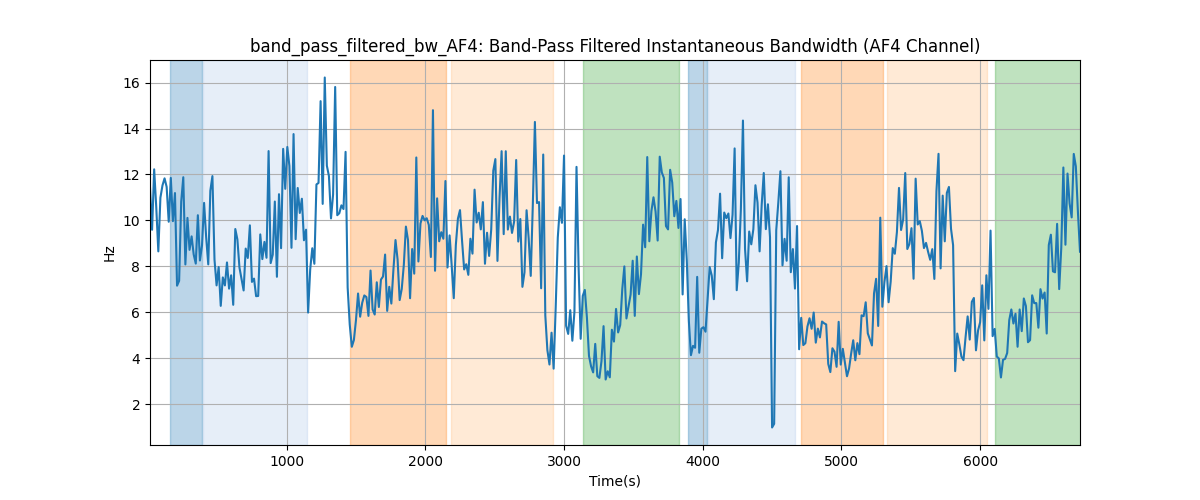 band_pass_filtered_bw_AF4: Band-Pass Filtered Instantaneous Bandwidth (AF4 Channel)
16
14
12
10
8
6
4
2
Hz
1000 2000 3000 4000 5000 6000
Time(s)